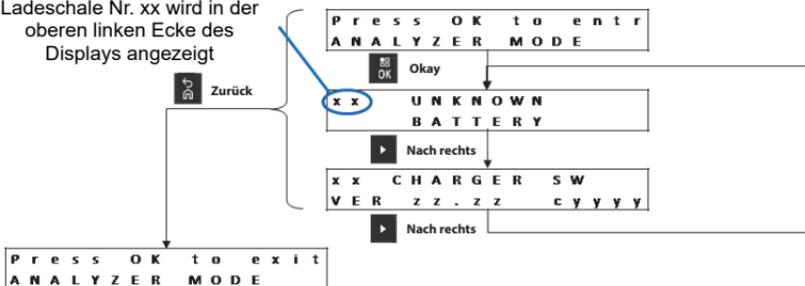 Ladeschale Nr. xx wird in der
oberen linken Ecke des
Displays angezeigt
Press OK to entr
ANALYZER MODE
OK Okay
Zurück
xx UNKNOWN
BATTERY
Nach rechts
xx CHARGER SW
VER zz.zz cyyyy
Nach rechts
Press OK to exit
ANALYZER MODE